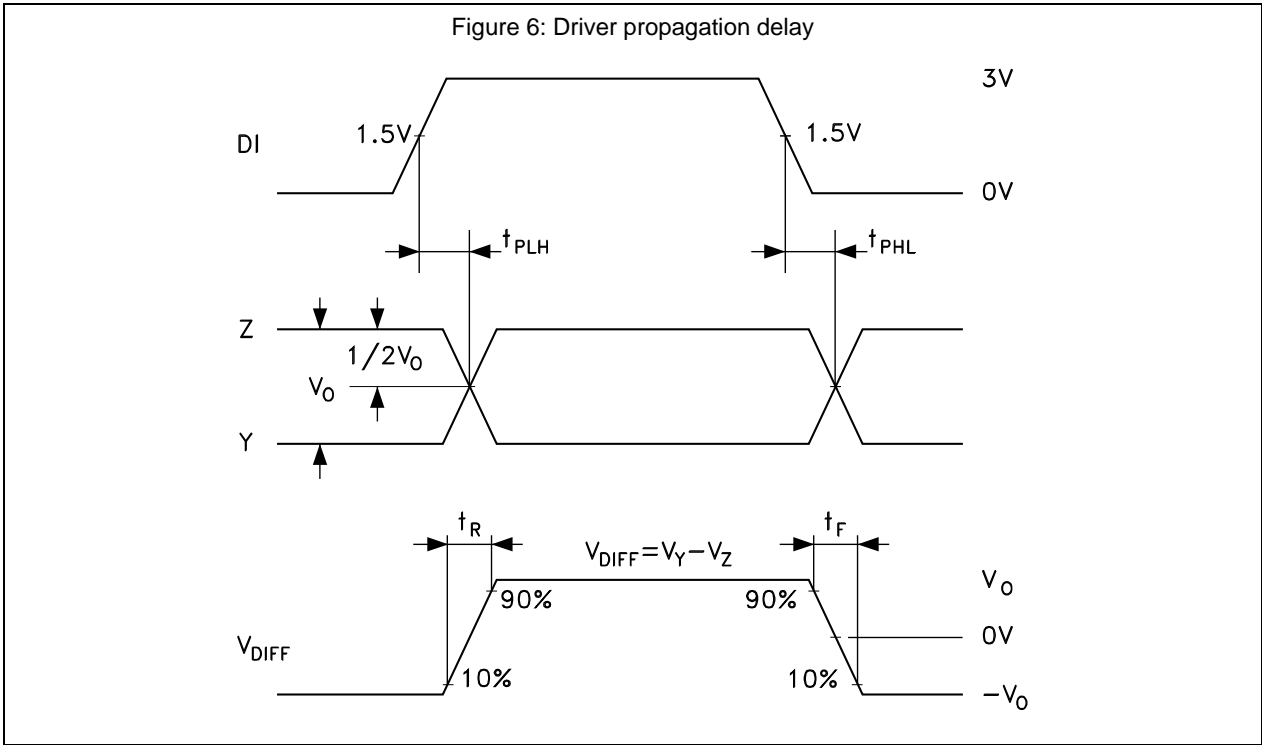 Figure 6: Driver propagation delay
3V
1.5V
1.5V
DI
0V
tPLH
tPHL
Z
1/2VO
VO
Y
tR
tF
VDIFF=VY−VZ
VO
90%
90%
0V
VDIFF
10%
10%
−VO